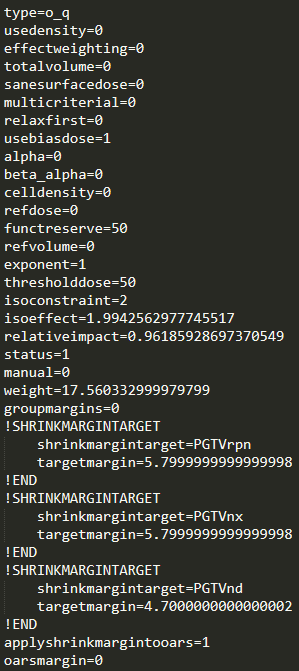 type=o_q
usedensity=0
effectweighting=0
totalvolume=0
sanesurfacedose=0
multicriterial=0
relaxfirst=0
usebiasdose=1
alpha=0
beta_alpha=0
celldensity=0
refdose=0
functreserve=50
refvolume=0
exponent=1
thresholddose=50
isoconstraint=2
isoeffect=1.9942562977745517
relativeimpact=0.96185928697370549
status=1
manual=0
weight=17.560332999979799
groupmargins=0
!SHRINKMARGINTARGET
    shrinkmargintarget=PGTVrpn
    targetmargin=5.7999999999999998
!END
!SHRINKMARGINTARGET
    shrinkmargintarget=PGTVnx
    targetmargin=5.7999999999999998
!END
!SHRINKMARGINTARGET
    shrinkmargintarget=PGTVnd
    targetmargin=4.7000000000000002
!END
applyshrinkmargintooars=1
oarsmargin=0